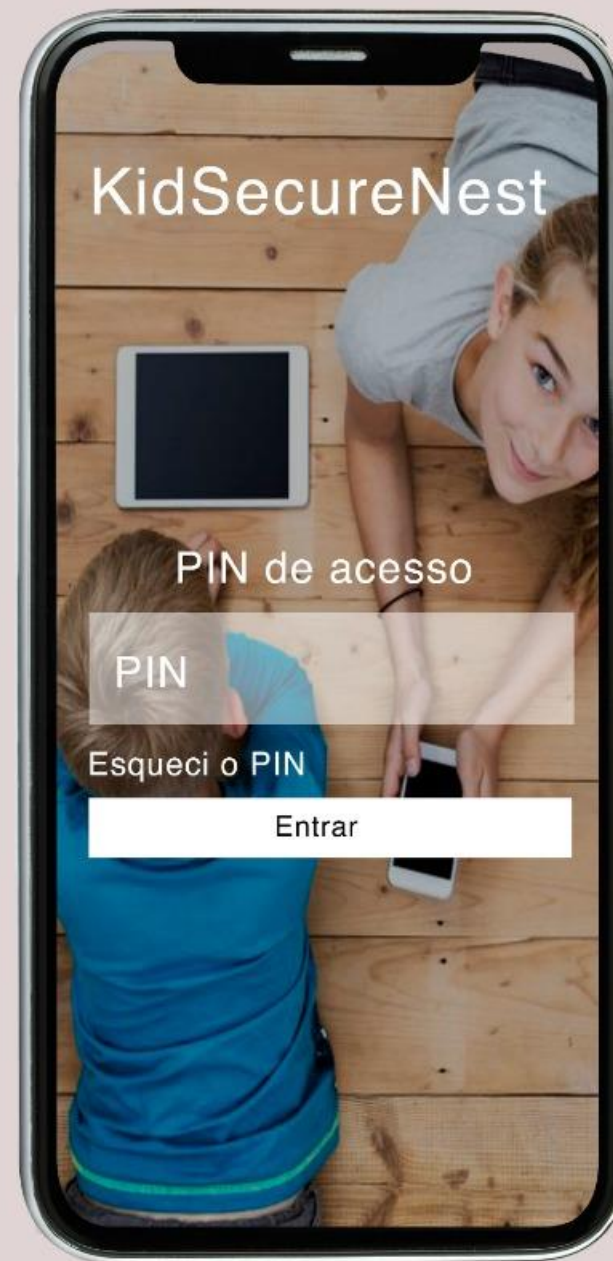 KidSecureNest
PIN de acesso
PIN
Esqueci o PIN
Entrar